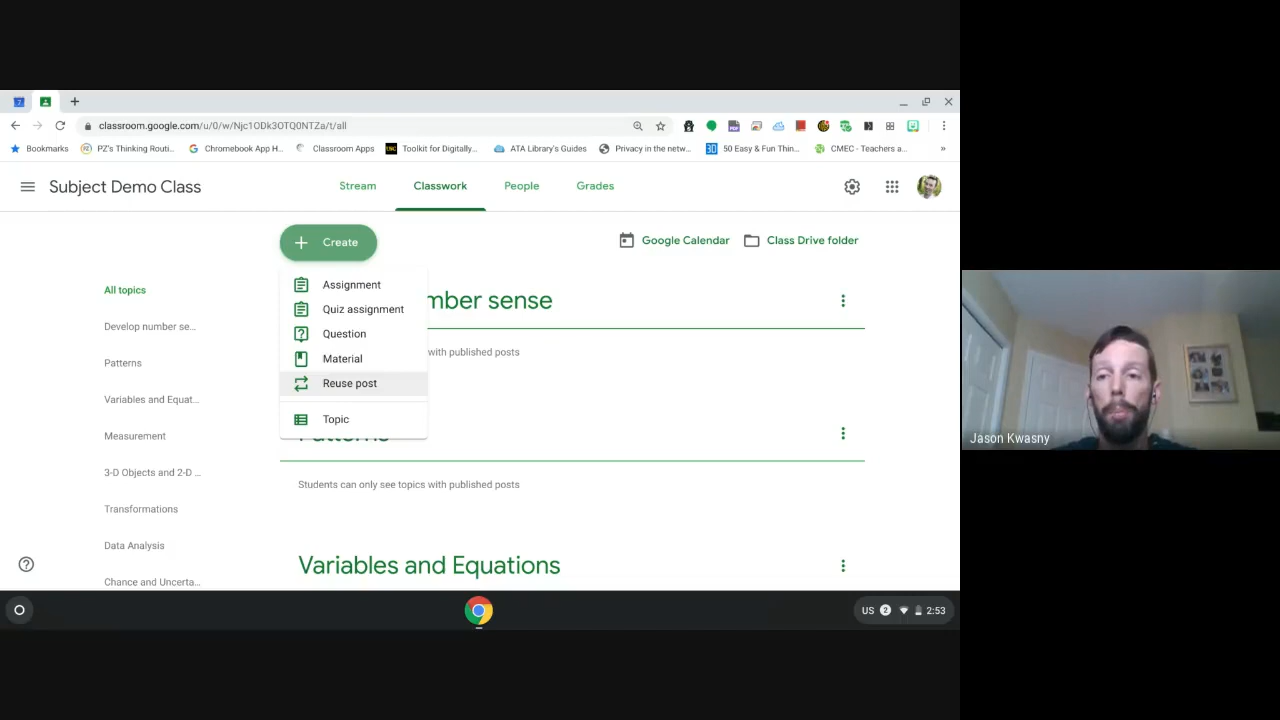 classroom.google.com/u/0/w/Njc1ODk3OTQ0NTZa/t/all
Bookmarks PZ's Thinking Routi... Chromebook App H... Classroom Apps Toolkit for Digitally... ATA Library's Guides Privacy in the netw... 30 50 Easy & Fun Thin... CMEC - Teachers a... »
Subject Demo Class Stream Classwork People Grades
Create
Google Calendar Class Drive folder
Assignment
Quiz assignment
Question
Material
Reuse post
Topic
All topics
Develop number se...
Patterns
Variables and Equat...
Measurement
3-D Objects and 2-D ...
Transformations
Data Analysis
Chance and Uncerta...
mber sense
with published posts
Patterns
Students can only see topics with published posts
Variables and Equations
US 2 2:53
Jason Kwasny